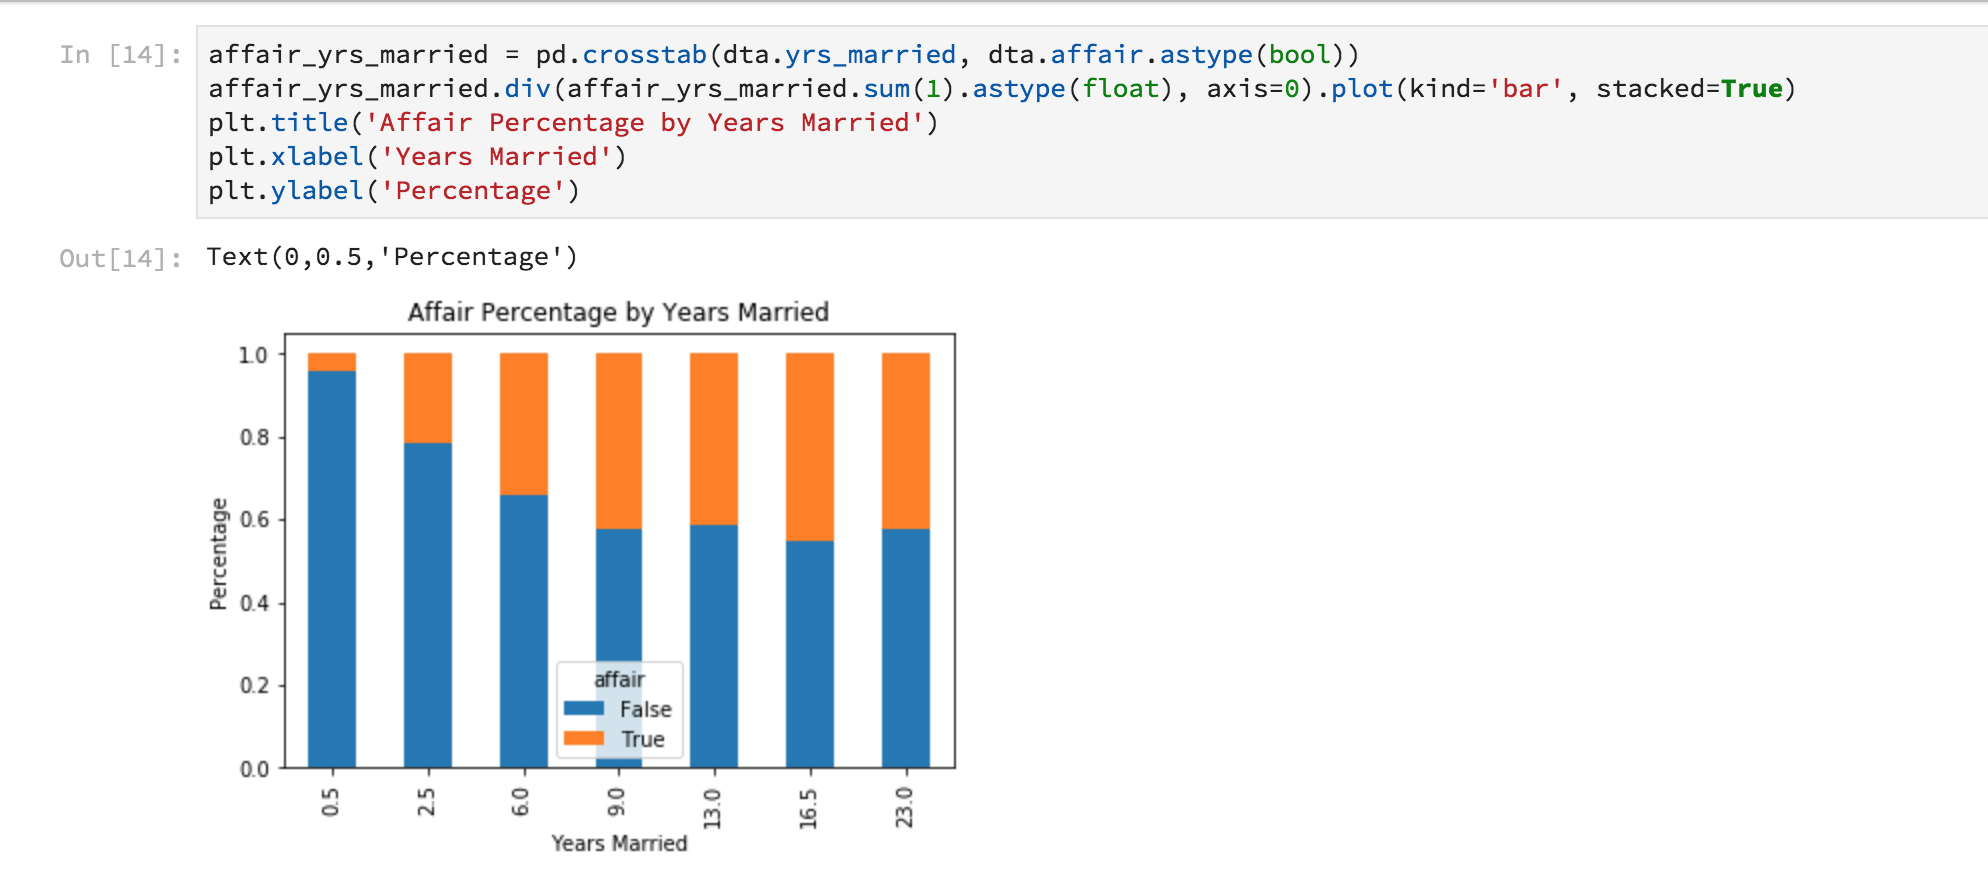 In [14]: affair_yrs_married = pd.crosstab(dta.yrs_married, dta.affair.astype(bool))
affair_yrs_married.div(affair_yrs_married.sum(1).astype(float), axis=0).plot(kind='bar', stacked=True)
plt.title('Affair Percentage by Years Married')
plt.xlabel('Years Married')
plt.ylabel('Percentage')
Out[14]: Text(0,0.5,'Percentage')
Affair Percentage by Years Married
Percentage
1.0
0.8
0.6
0.4
0.2
0.0
affair
False
True
0.5 2.5 6.0 9.0 13.0 16.5 23.0
Years Married